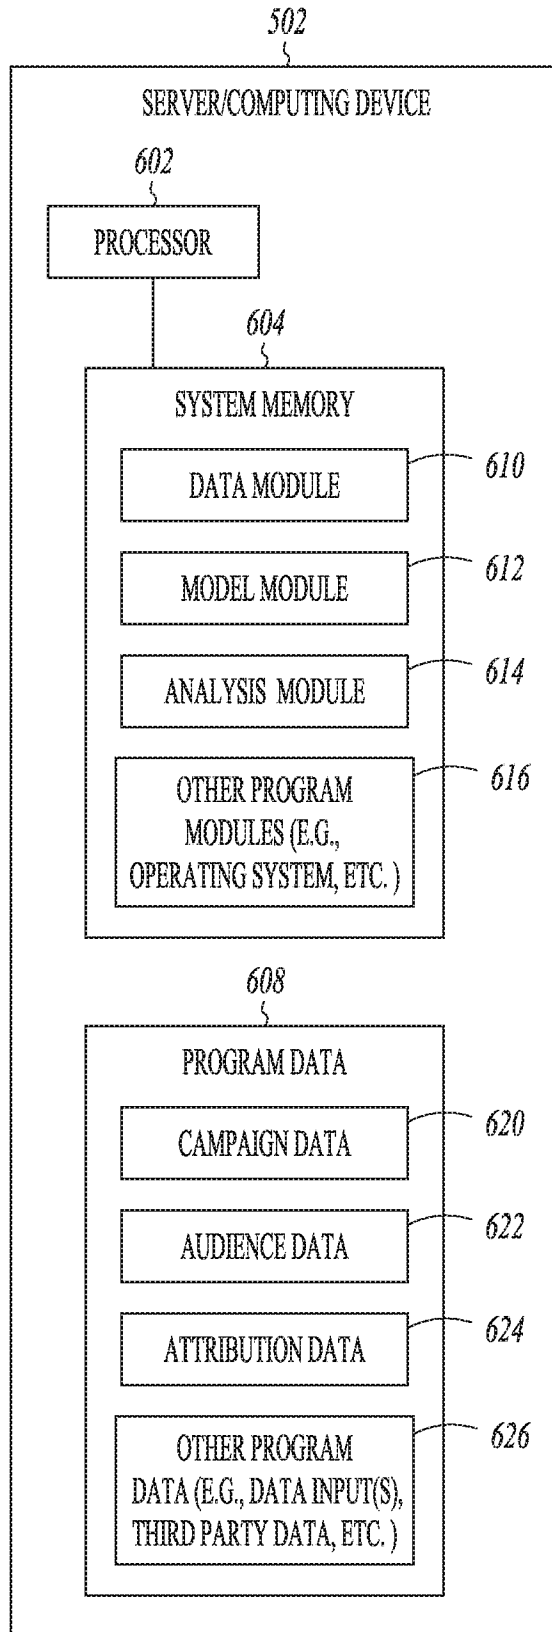 502
SERVER/COMPUTING DEVICE
602
PROCESSOR
604
SYSTEM MEMORY
DATA MODULE
610
MODEL MODULE
612
ANALYSIS MODULE
614
OTHER PROGRAM
MODULES (E.G.,
OPERATING SYSTEM, ETC. )
616
608
PROGRAM DATA
CAMPAIGN DATA
620
AUDIENCE DATA
622
ATTRIBUTION DATA
624
OTHER PROGRAM
DATA (E.G., DATA INPUT(S),
THIRD PARTY DATA, ETC. )
626